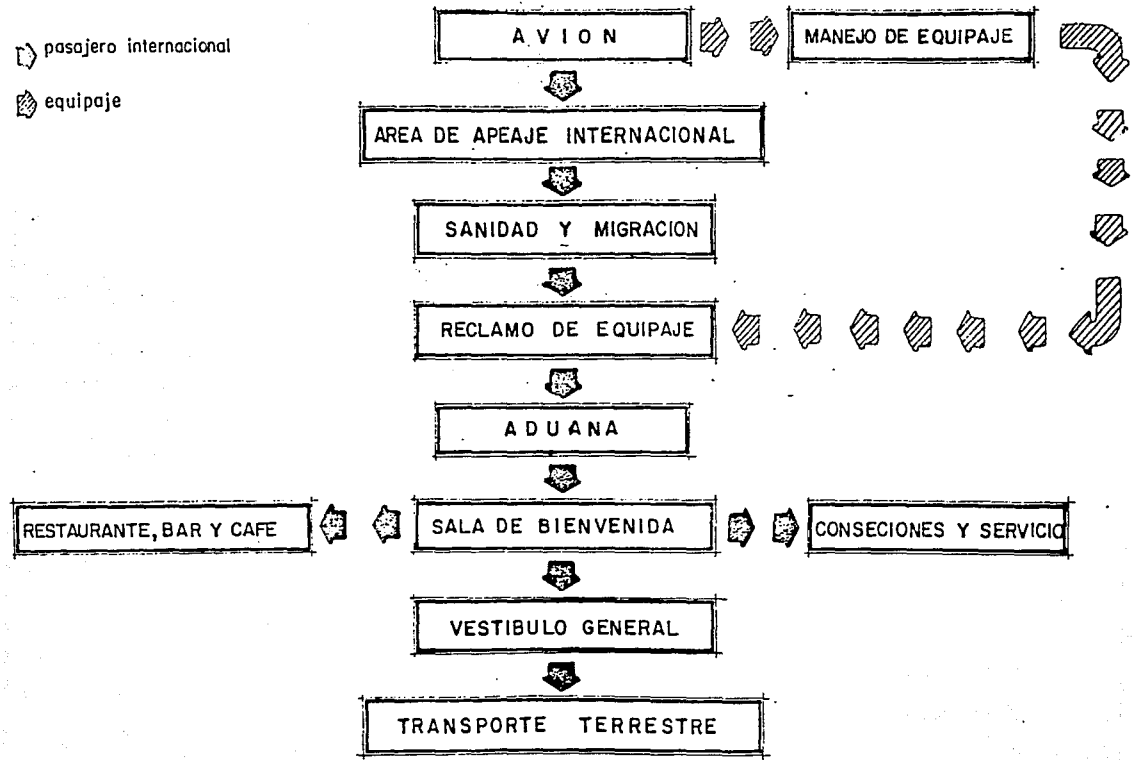 pasajero internacional
equipaje
AVION
MANEJO DE EQUIPAJE
AREA DE APEAJE INTERNACIONAL
SANIDAD Y MIGRACION
RECLAMO DE EQUIPAJE
ADUANA
RESTAURANTE, BAR Y CAFE
SALA DE BIENVENIDA
CONSECIONES Y SERVICIO
VESTIBULO GENERAL
TRANSPORTE TERRESTRE